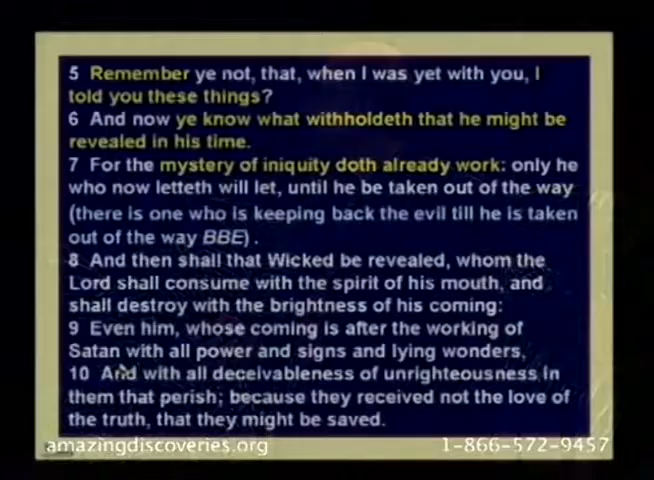 5 Remember ye not, that, when I was yet with you, I
told you these things?
6 And now ye know what withholdeth that he might be
revealed in his time.
7 For the mystery of iniquity doth already work: only he
who now letteth will let, until he be taken out of the way
(there is one who is keeping back the evil till he is taken
out of the way BBE) .
8 And then shall that Wicked be revealed, whom the
Lord shall consume with the spirit of his mouth, and
shall destroy with the brightness of his coming:
9 Even him, whose coming is after the working of
Satan with all power and signs and lying wonders,
10 And with all deceivableness of unrighteousness in
them that perish; because they received not the love of
the truth, that they might be saved.
amazingdiscoveries.org 1-866-572-9457